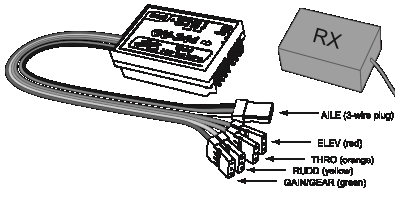 RX
AILE (3-wire plug)
ELEV (red)
THRO (orange)
RUDD (yellow)
GAIN/GEAR (green)